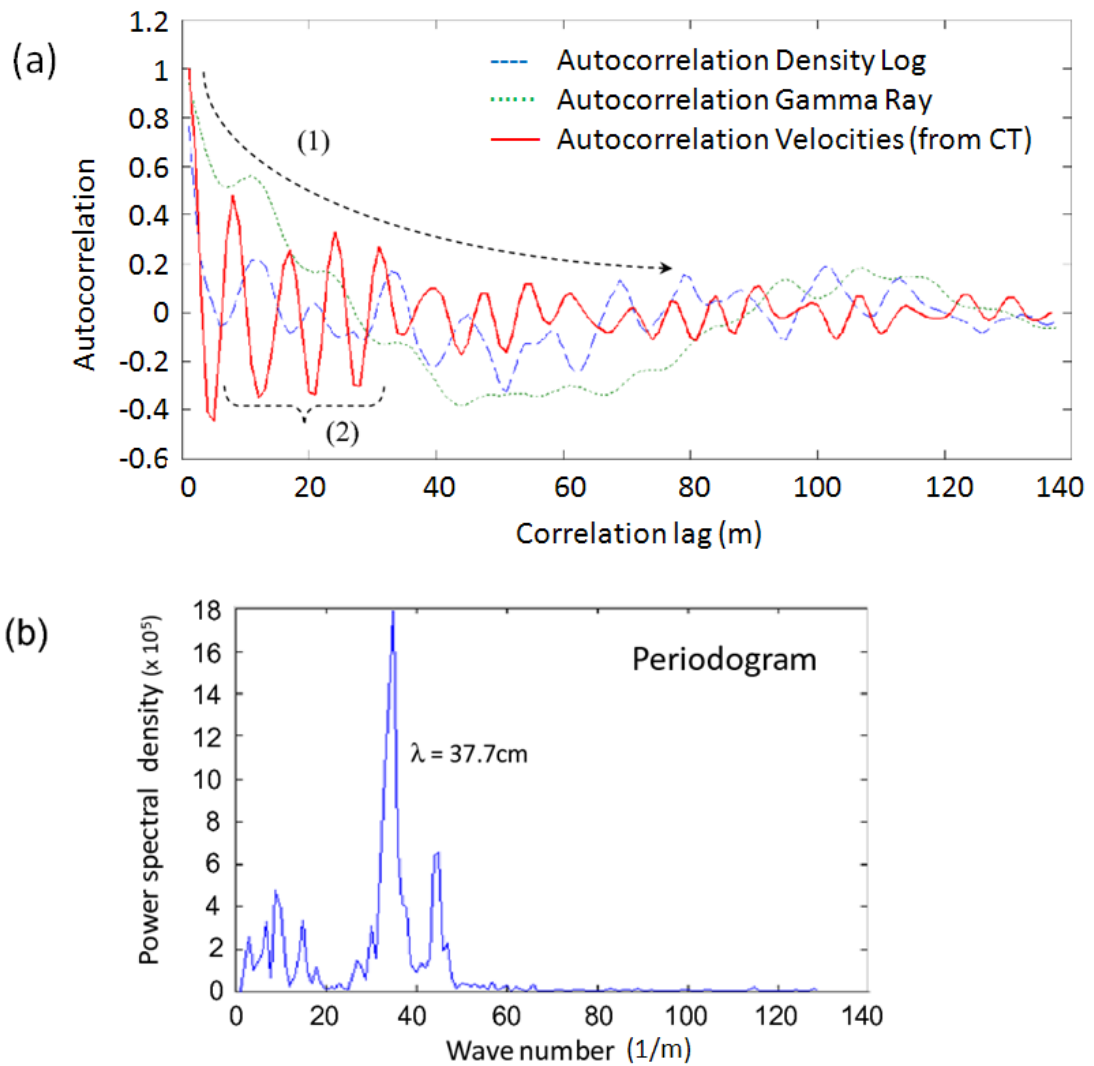 (a)
1.2
1
0.8
0.6
0.4
0.2
0
-0.2
-0.4
-0.6
Autocorrelation
Autocorrelation Density Log
Autocorrelation Gamma Ray
Autocorrelation Velocities (from CT)
(1)
(2)
0 20 40 60 80 100 120 140
Correlation lag (m)
(b)
18
16
14
12
10
8
6
4
2
0
Power spectral density (x 10⁵)
Periodogram
λ = 37.7cm
0 20 40 60 80 100 120 140
Wave number (1/m)